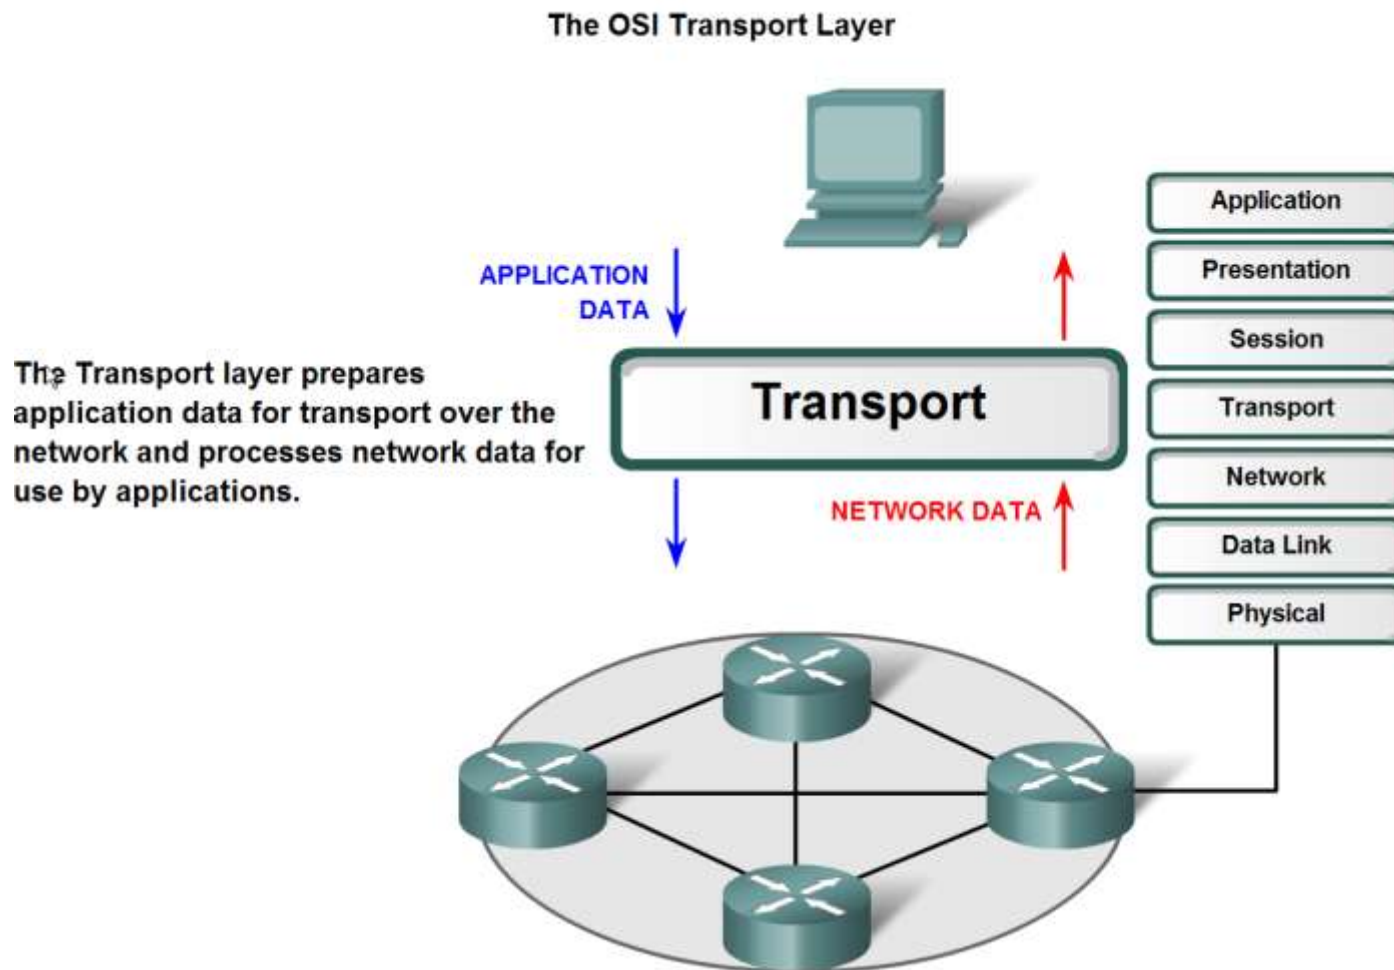 The OSI Transport Layer
APPLICATION
DATA
The Transport layer prepares
application data for transport over the
network and processes network data for
use by applications.
Transport
NETWORK DATA
Application
Presentation
Session
Transport
Network
Data Link
Physical